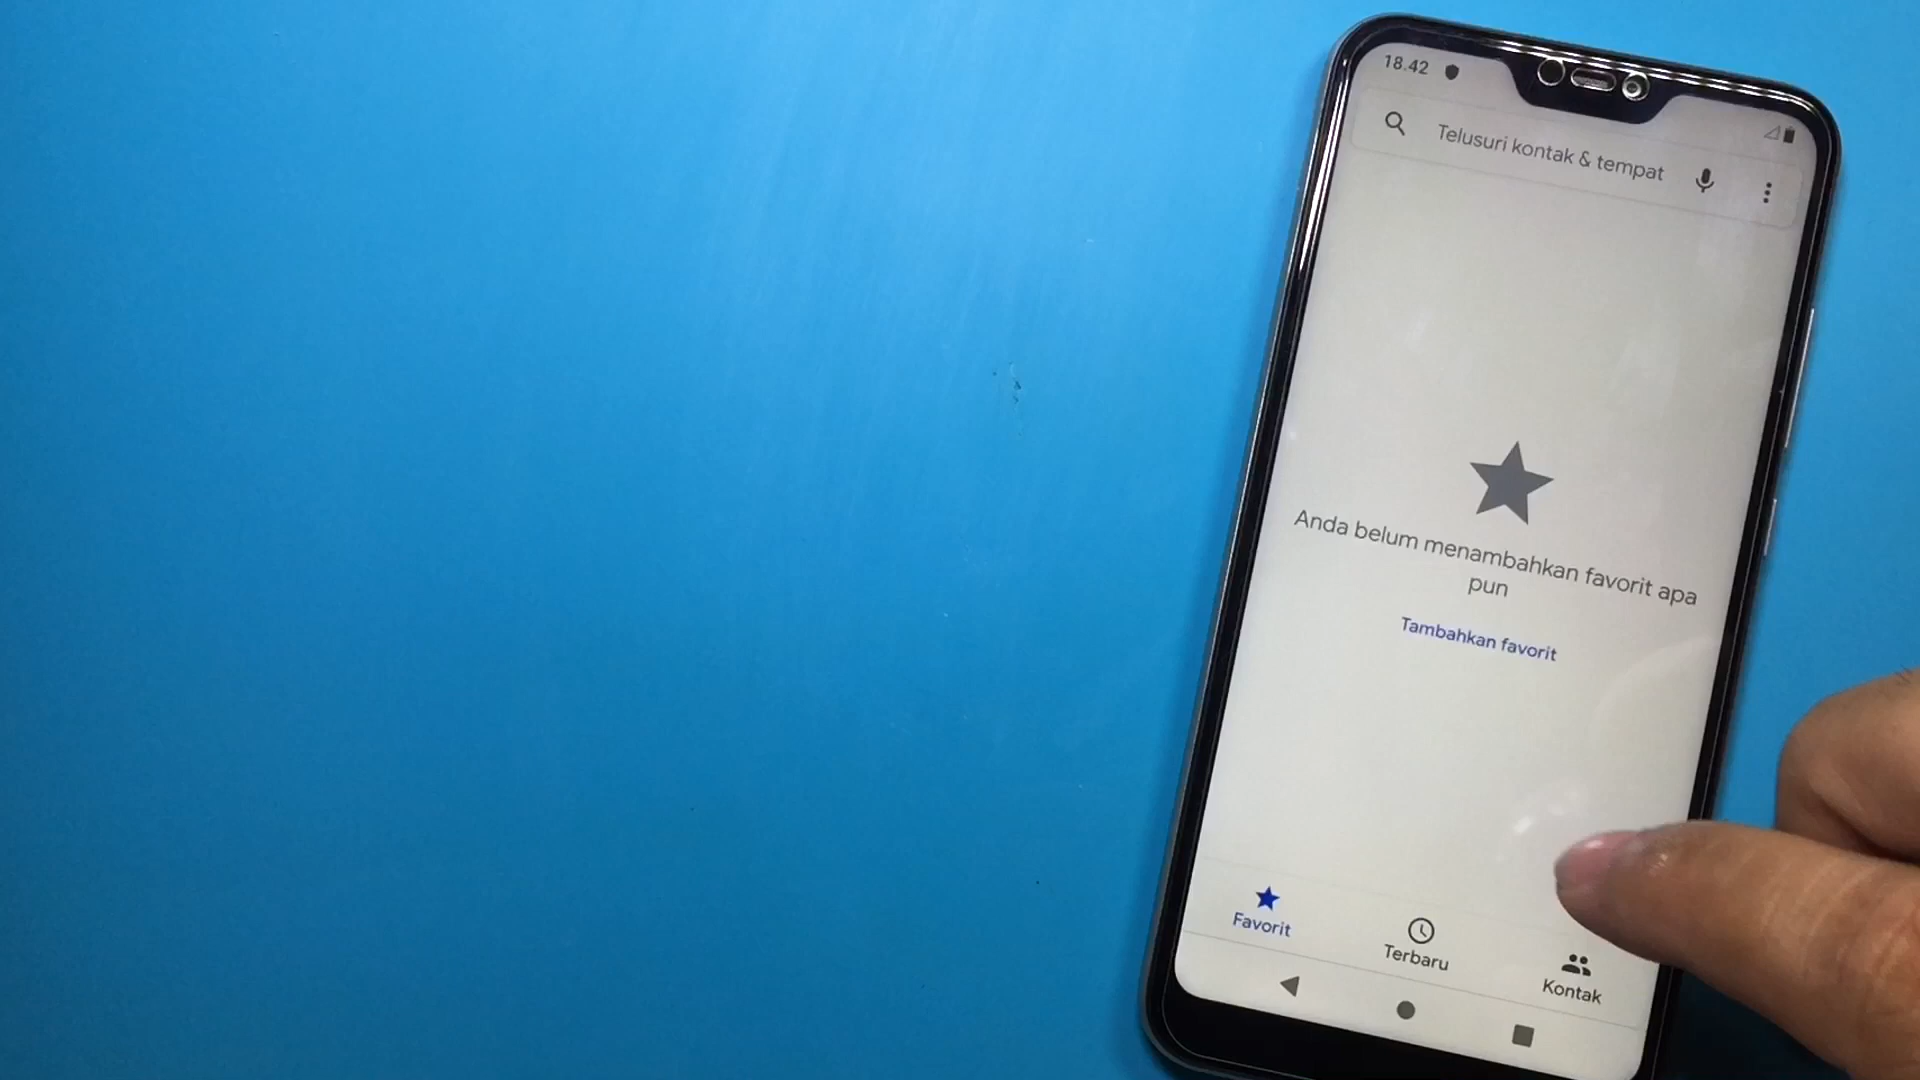 18.42
Telusuri kontak & tempat
Anda belum menambahkan favorit apa
pun
Tambahkan favorit
Favorit
Terbaru
Kontak